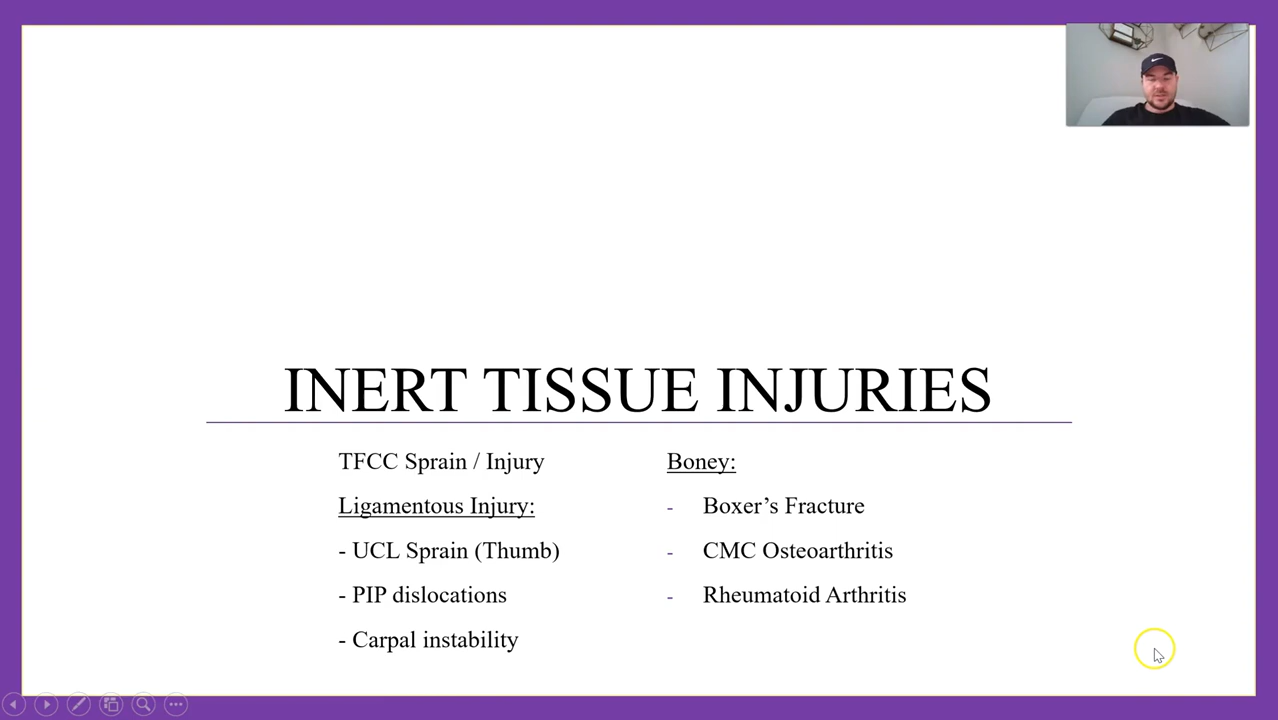 INERT TISSUE INJURIES
TFCC Sprain / Injury
Ligamentous Injury:
- UCL Sprain (Thumb)
- PIP dislocations
- Carpal instability
Boney:
- Boxer’s Fracture
- CMC Osteoarthritis
- Rheumatoid Arthritis